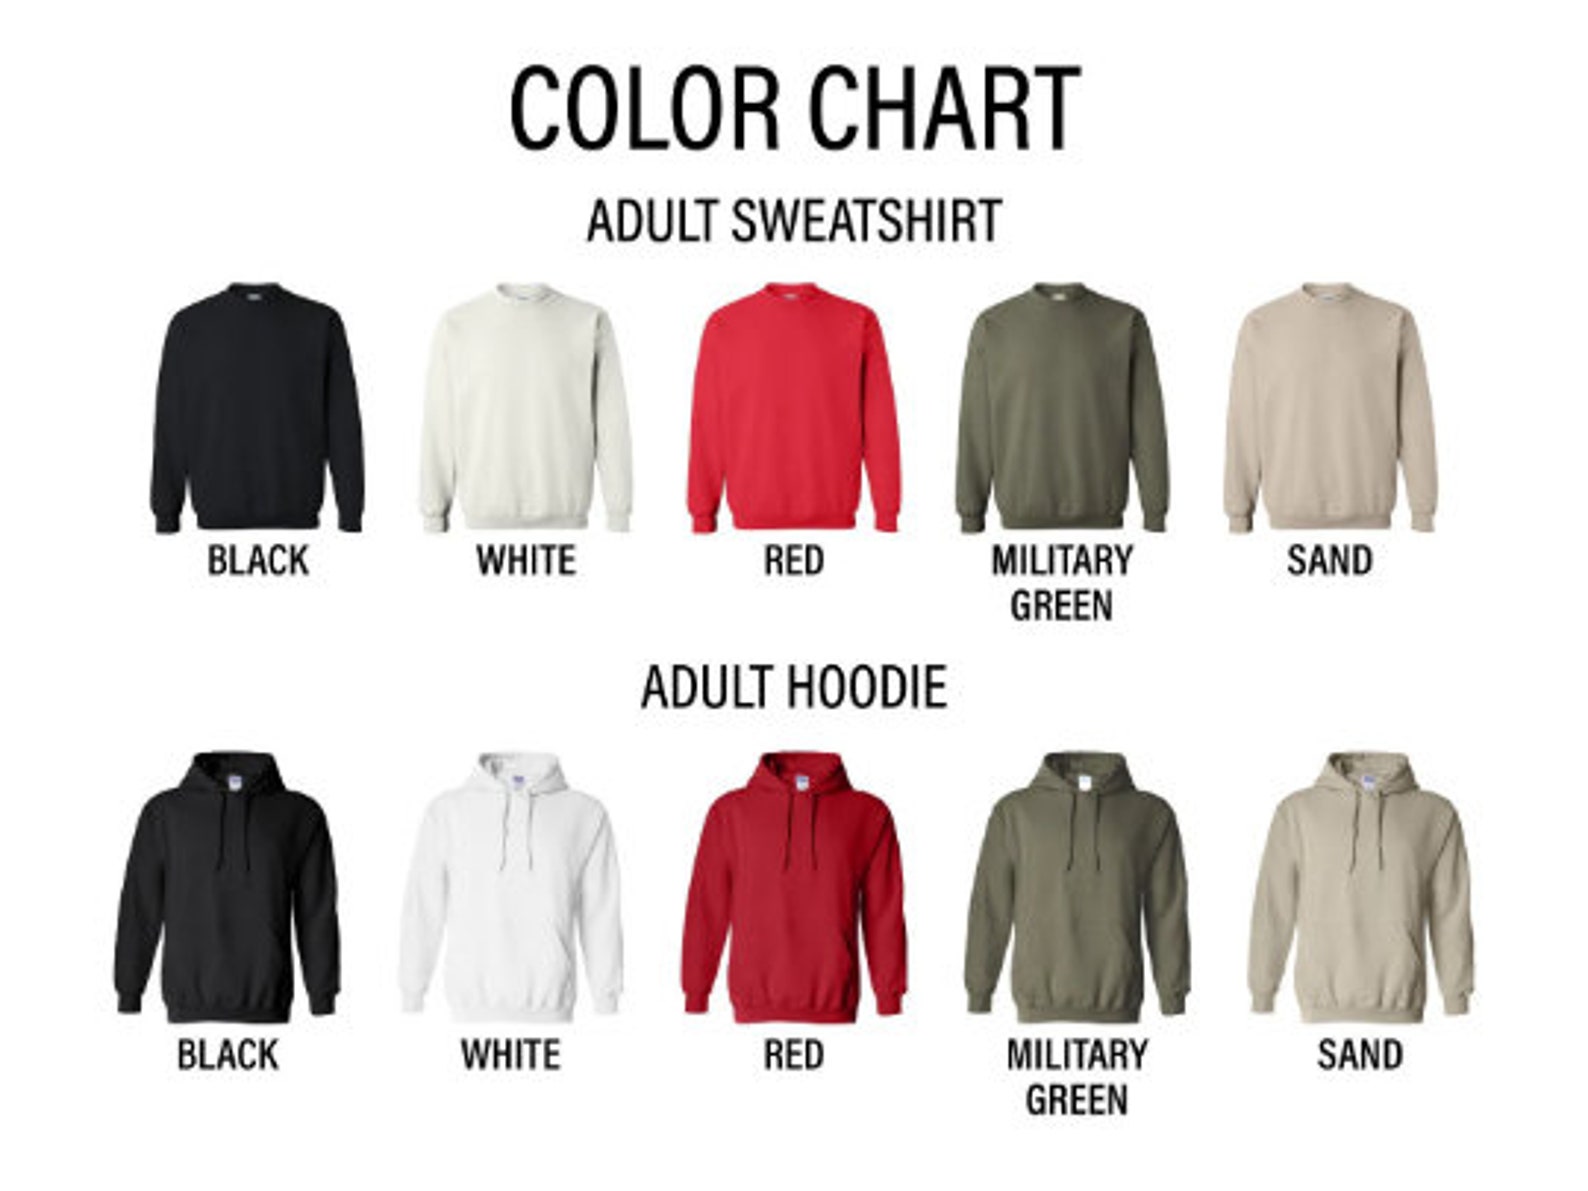 COLOR CHART
ADULT SWEATSHIRT
BLACK
WHITE
RED
MILITARY
GREEN
SAND
ADULT HOODIE
BLACK
WHITE
RED
MILITARY
GREEN
SAND